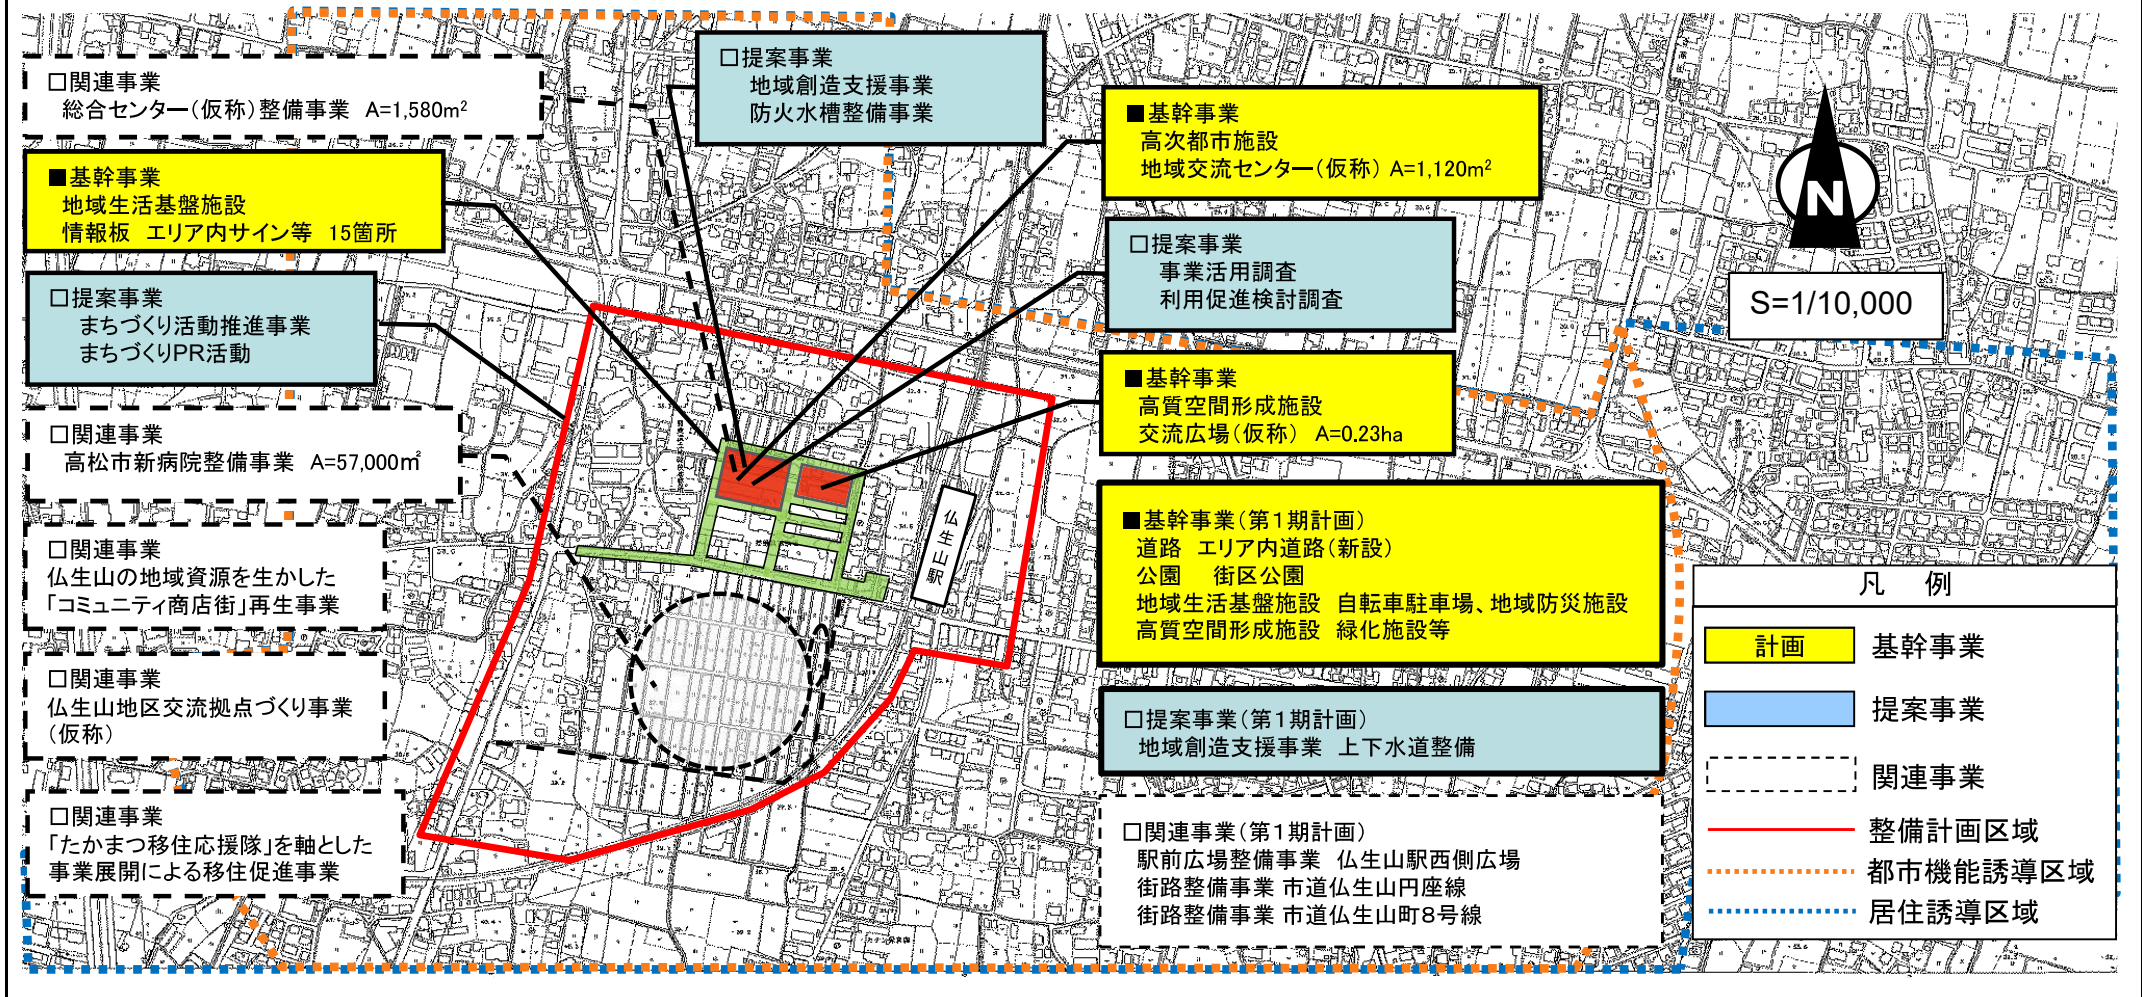 □関連事業
総合センター(仮称)整備事業 A=1,580m²
■基幹事業
地域生活基盤施設
情報板 エリア内サイン等 15箇所
□提案事業
まちづくり活動推進事業
まちづくりPR活動
□関連事業
高松市新病院整備事業 A=57,000㎡
□関連事業
仏生山の地域資源を生かした
「コミュニティ商店街」再生事業
□関連事業
仏生山地区交流拠点づくり事業
(仮称)
□関連事業
「たかまつ移住応援隊」を軸とした
事業展開による移住促進事業
□提案事業
地域創造支援事業
防火水槽整備事業
■基幹事業
高次都市施設
地域交流センター(仮称) A=1,120m²
□提案事業
事業活用調査
利用促進検討調査
■基幹事業
高質空間形成施設
交流広場(仮称) A=0.23ha
■基幹事業(第1期計画)
道路 エリア内道路(新設)
公園 街区公園
地域生活基盤施設 自転車駐車場、地域防災施設
高質空間形成施設 緑化施設等
□提案事業(第1期計画)
地域創造支援事業 上下水道整備
□関連事業(第1期計画)
駅前広場整備事業 仏生山駅西側広場
街路整備事業 市道仏生山円座線
街路整備事業 市道仏生山町8号線
仏生山駅
N
S=1/10,000
凡 例
計画 基幹事業
提案事業
関連事業
整備計画区域
都市機能誘導区域
居住誘導区域